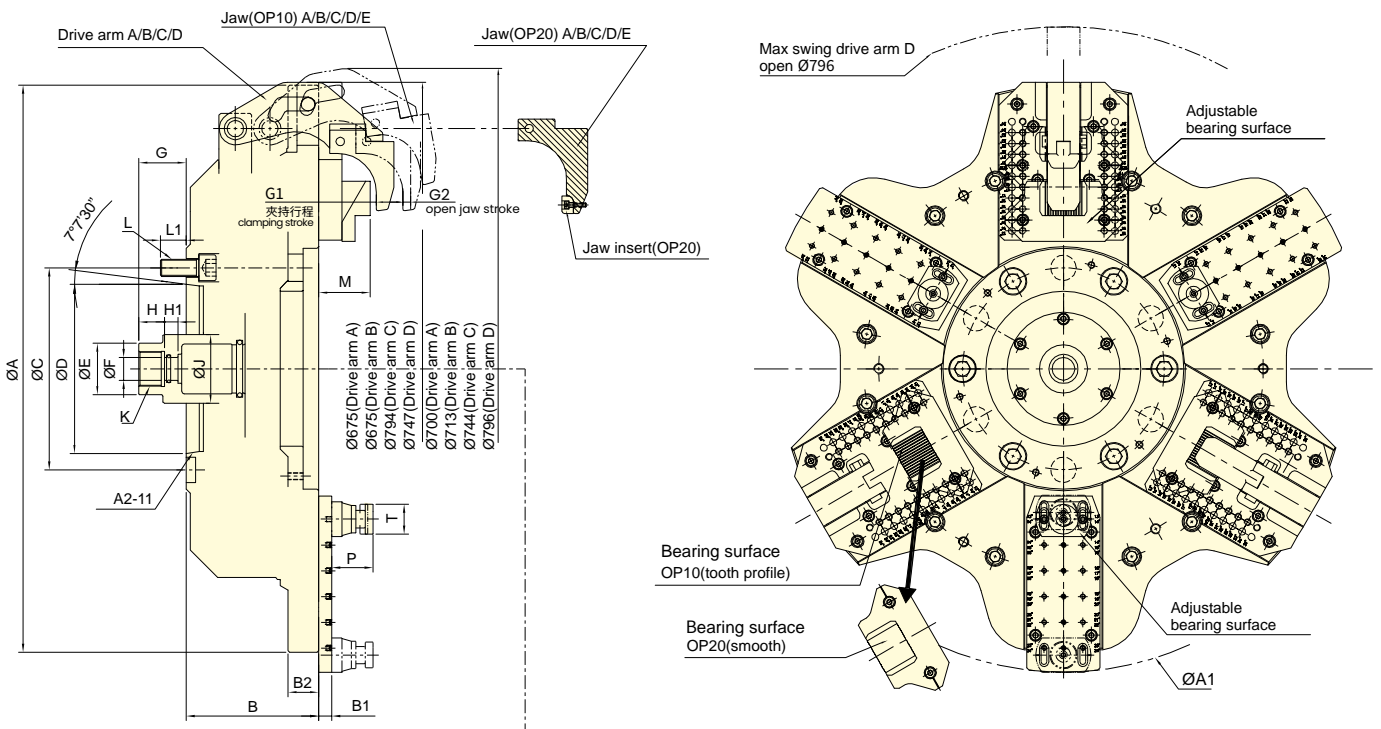 Jaw(OP10) A/B/C/D/E
Drive arm A/B/C/D
Jaw(OP20) A/B/C/D/E
Max swing drive arm D
open Ø796
Adjustable
bearing surface
G
G1
夾持行程
clamping stroke
G2
open jaw stroke
7°7'30"
L
L1
Jaw insert(OP20)
M
H
H1
ØA
ØC
ØD
ØE
ØF
ØJ
K
Ø675(Drive arm A)
Ø675(Drive arm B)
Ø794(Drive arm C)
Ø747(Drive arm D)
Ø700(Drive arm A)
Ø713(Drive arm B)
Ø744(Drive arm C)
Ø796(Drive arm D)
A2-11
T
P
Bearing surface
OP10(tooth profile)
Bearing surface
OP20(smooth)
Adjustable
bearing surface
ØA1
B2
B
B1